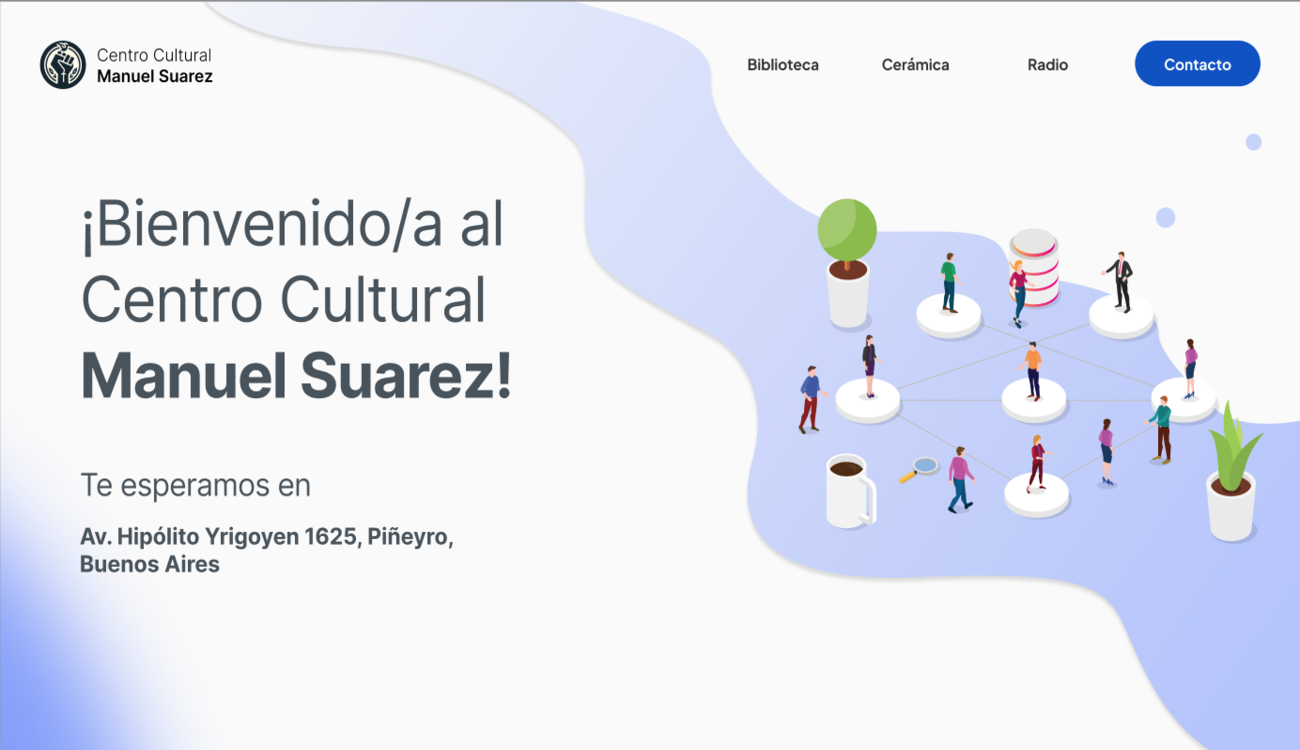 Centro Cultural
Manuel Suarez
Biblioteca
Cerámica
Radio
Contacto
¡Bienvenido/a al
Centro Cultural
Manuel Suarez!
Te esperamos en
Av. Hipólito Yrigoyen 1625, Piñeyro,
Buenos Aires